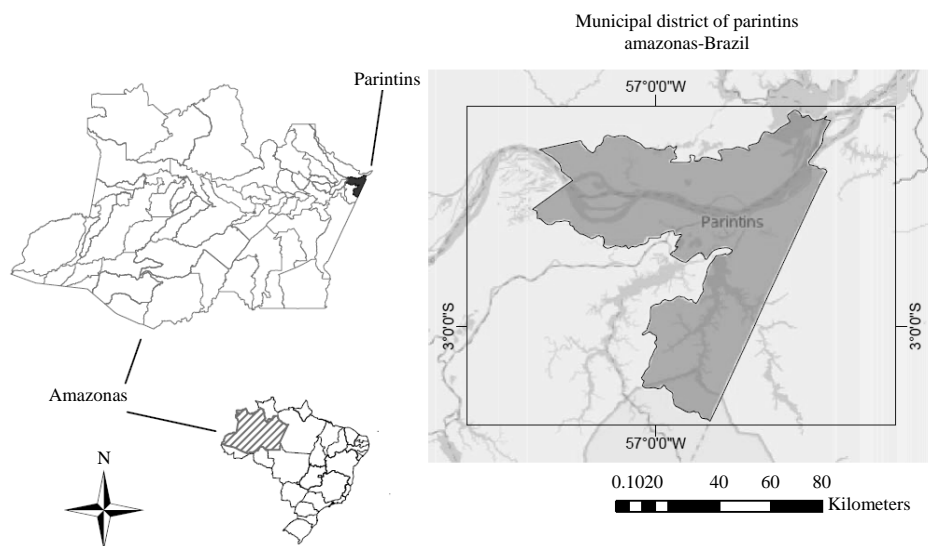 Municipal district of parintins
amazonas-Brazil
Parintins
57°0'0"W
Parintins
3°0'0"S
3°0'0"S
Amazonas
57°0'0"W
N
0.1020 40 60 80
Kilometers